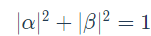 |α|² + |β|² = 1